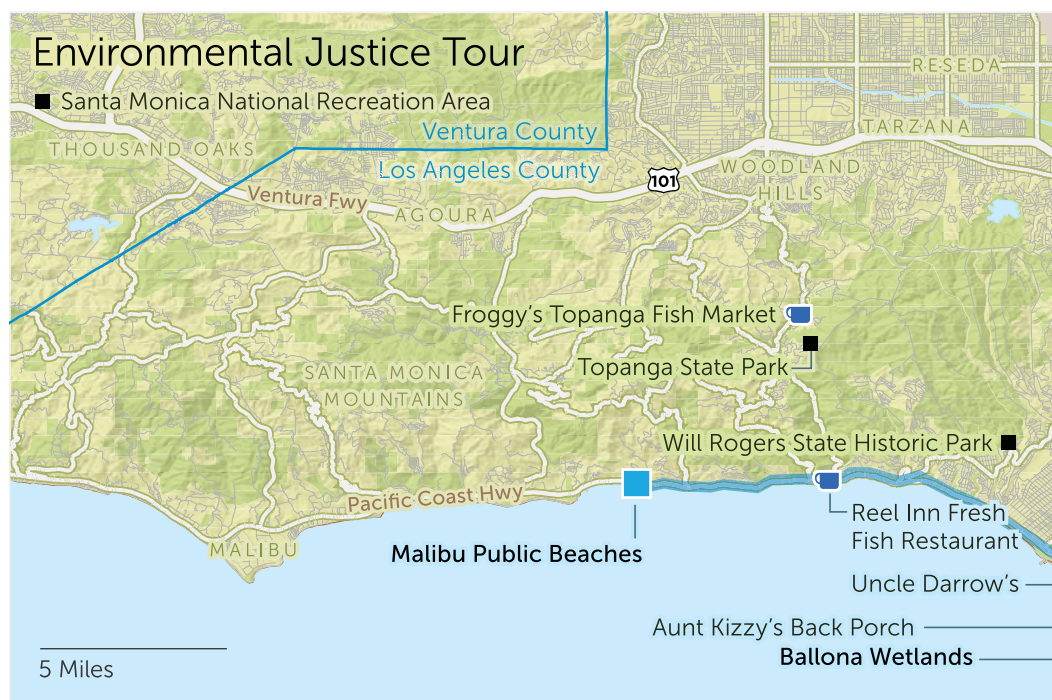 Environmental Justice Tour
Santa Monica National Recreation Area
RESEDA
Ventura County
TARZANA
THOUSAND OAKS
Los Angeles County
WOODLAND
HILLS
101
Ventura Fwy
AGOURA
Froggy’s Topanga Fish Market
Topanga State Park
SANTA MONICA
MOUNTAINS
Will Rogers State Historic Park
Pacific Coast Hwy
Reel Inn Fresh
Fish Restaurant
MALIBU
Malibu Public Beaches
Uncle Darrow’s
Aunt Kizzy’s Back Porch
Ballona Wetlands
5 Miles